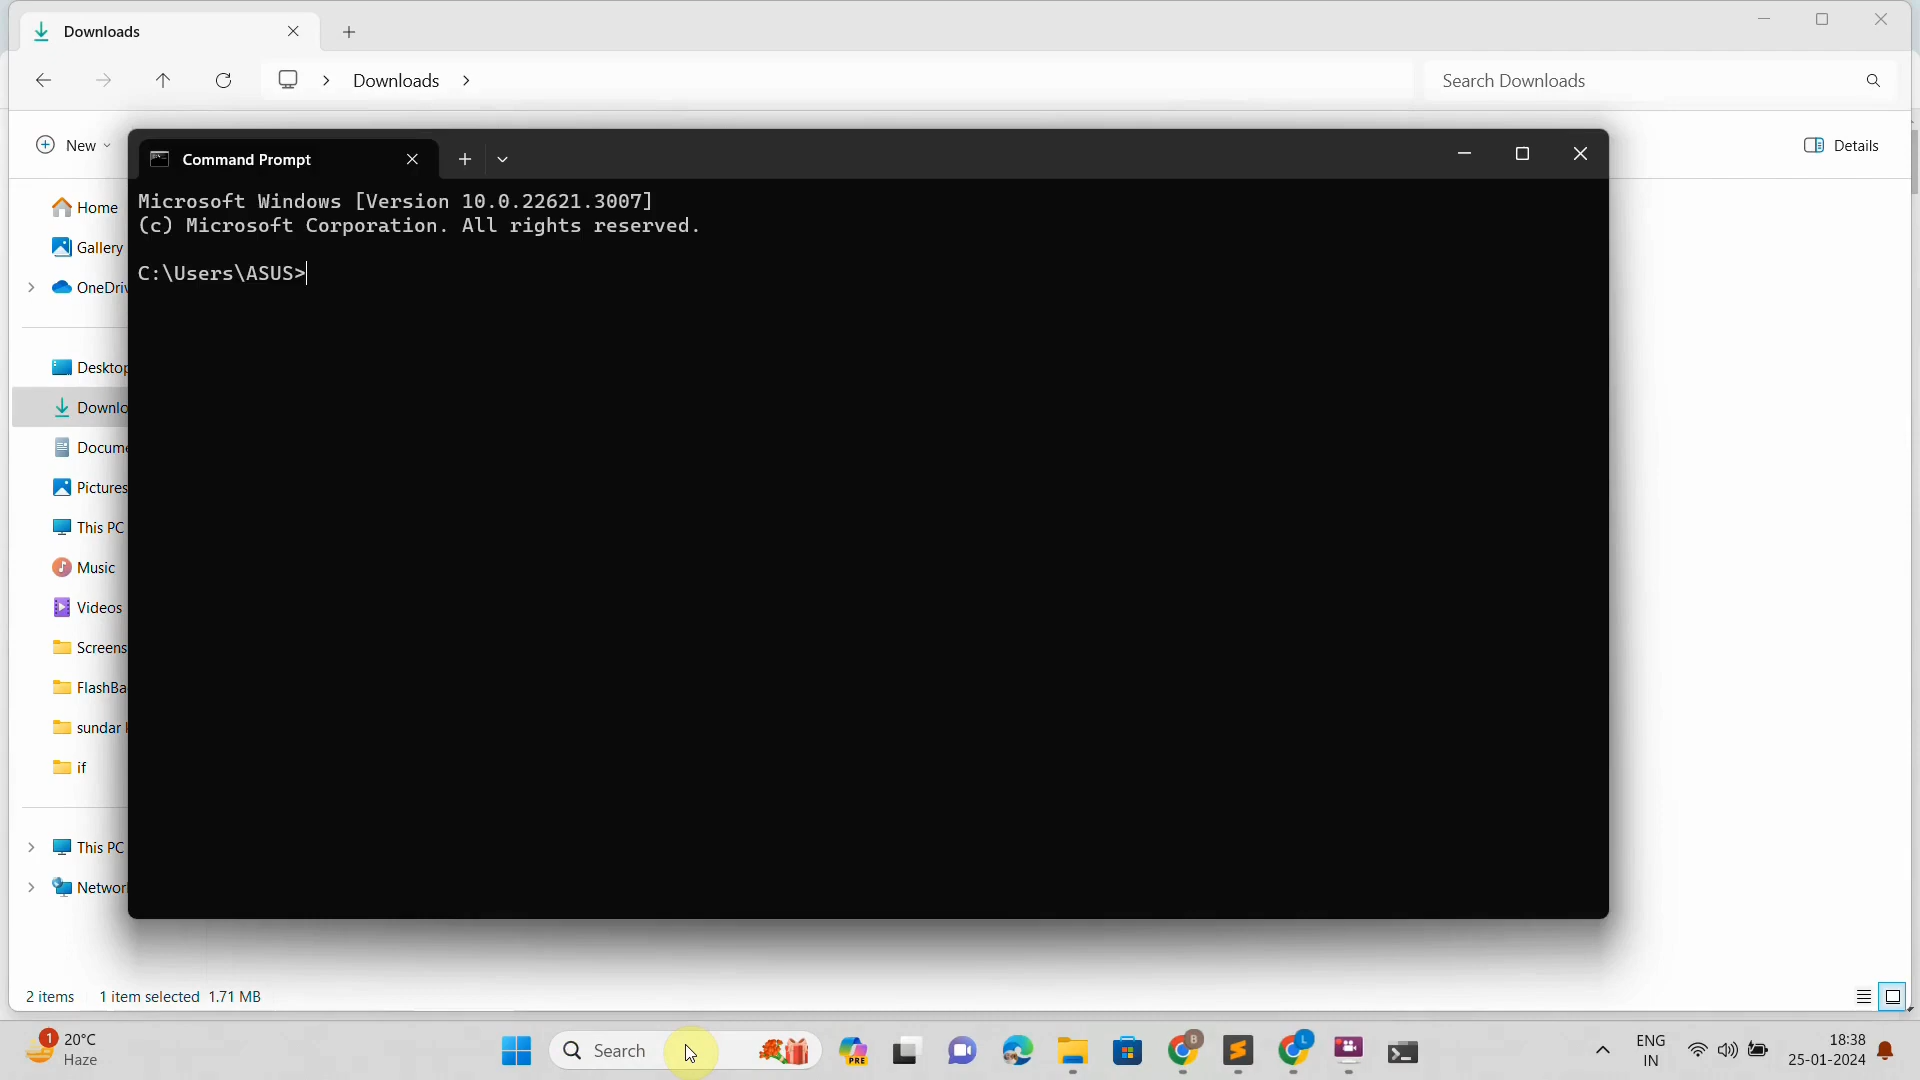 Downloads
Downloads
Search Downloads
New
Details
Command Prompt
Microsoft Windows [Version 10.0.22621.3007]
(c) Microsoft Corporation. All rights reserved.
C:\Users\ASUS>
Home
Gallery
OneDriv
Desktop
Downlo
Docume
Pictures
This PC
Music
Videos
Screens
FlashBa
sundar
if
This PC
Networ
2 items 1 item selected 1.71 MB
1
20°C
Haze
Search
PRE
B
L
ENG
IN
18:38
25-01-2024